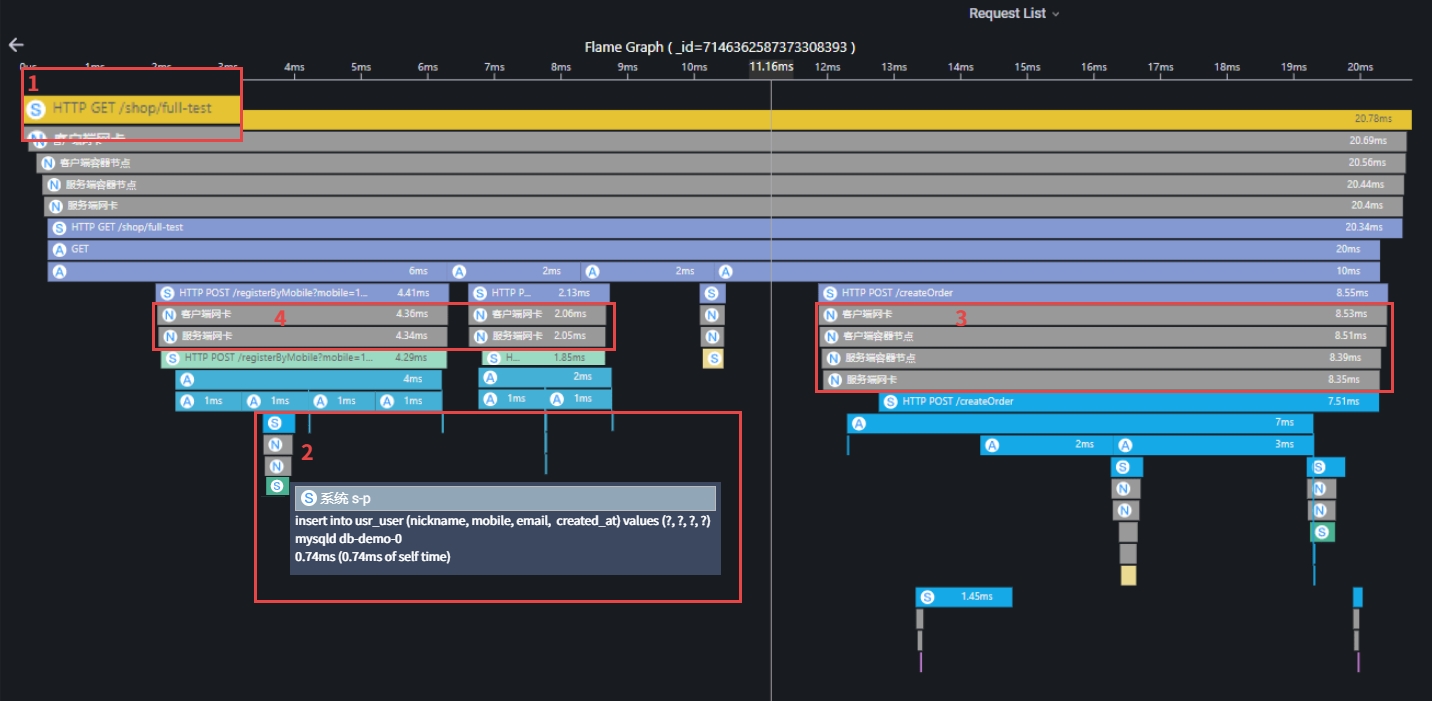 Request List
Flame Graph ( _id=7146362587373308393 )
4ms 5ms 6ms 7ms 8ms 9ms 10ms 11.16ms 12ms 13ms 14ms 15ms 16ms 17ms 18ms 19ms 20ms
1
S HTTP GET /shop/full-test 20.78ms
N 客户端网卡 20.69ms
N 客户端容器节点 20.56ms
N 服务端容器节点 20.44ms
N 服务端网卡 20.4ms
S HTTP GET /shop/full-test 20.34ms
A GET 20ms
A 6ms A 2ms A 2ms A 10ms
S HTTP POST /registerByMobile?mobile=1... 4.41ms S HTTP P... 2.13ms S S HTTP POST /createOrder 8.55ms
N 客户端网卡 4 4.36ms N 客户端网卡 2.06ms N N 客户端网卡 3 8.53ms
N 服务端网卡 4.34ms N 服务端网卡 2.05ms N N 客户端容器节点 8.51ms
S HTTP POST /registerByMobile?mobile=1... 4.29ms S H... 1.85ms S N 服务端容器节点 8.39ms
A 4ms A 2ms N 服务端网卡 8.35ms
A 1ms A 1ms A 1ms A 1ms A 1ms A 1ms S HTTP POST /createOrder 7.51ms
S A 7ms
N 2 A 2ms A 3ms
N S S
S N N
N N
S
S 系统 s-p
insert into usr_user (nickname, mobile, email, created_at) values (?, ?, ?, ?)
mysqld db-demo-0
0.74ms (0.74ms of self time)
S 1.45ms